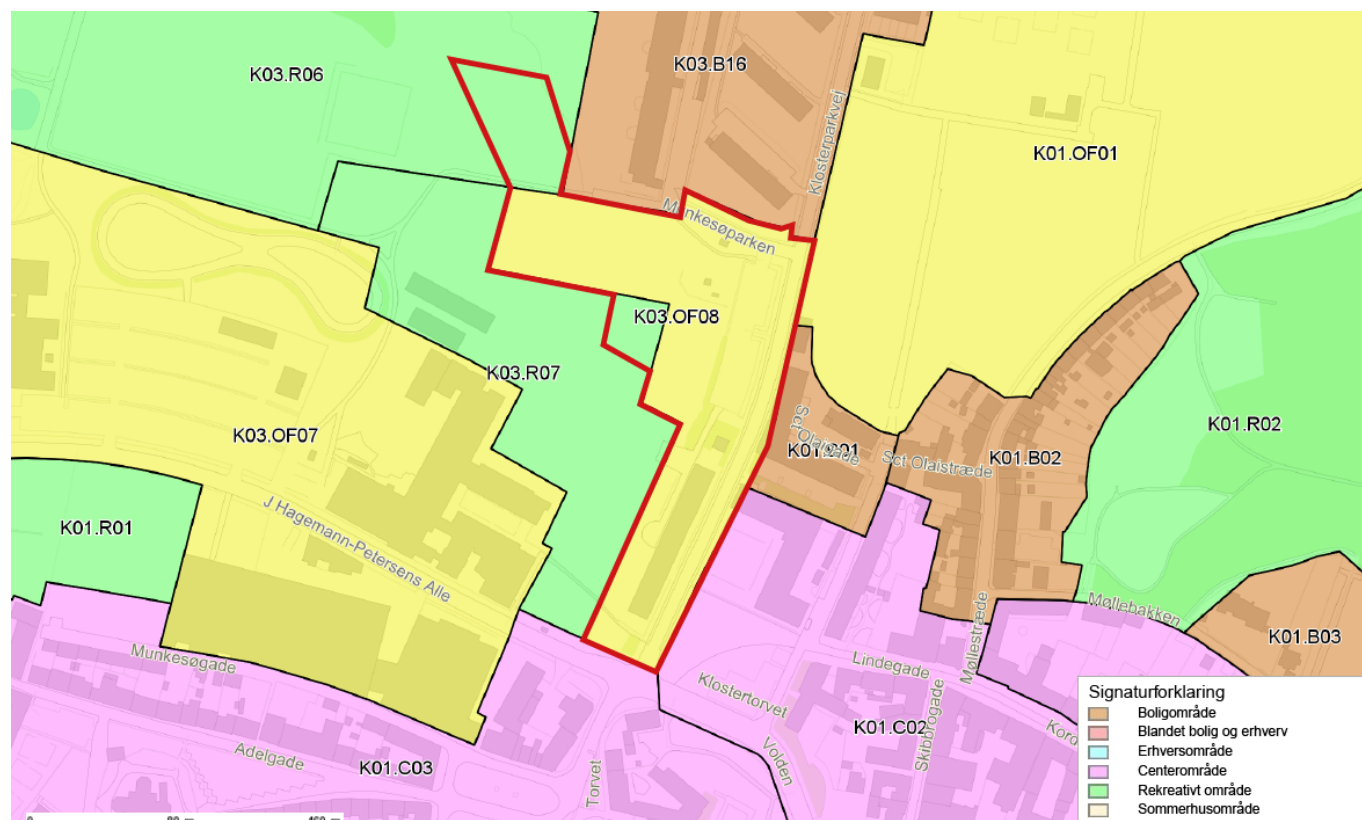 K03.R06
K03.B16
Klosterparkvej
K01.OF01
Munkesøparken
K03.OF08
K03.R07
K03.OF07
K01.R02
Sct Olaisgade
Sct Olaistræde
K01.B02
K01.R01
J Hagemann-Petersens Alle
Møllebakken
Møllestræde
K01.B03
Munkesøgade
Lindegade
Klostertorvet
Skibbrogade
K01.C02
Volden
Adelgade
K01.C03
Torvet
Signaturforklaring
Boligområde
Blandet bolig og erhverv
Erhversområde
Centerområde
Rekreativt område
Sommerhusområde